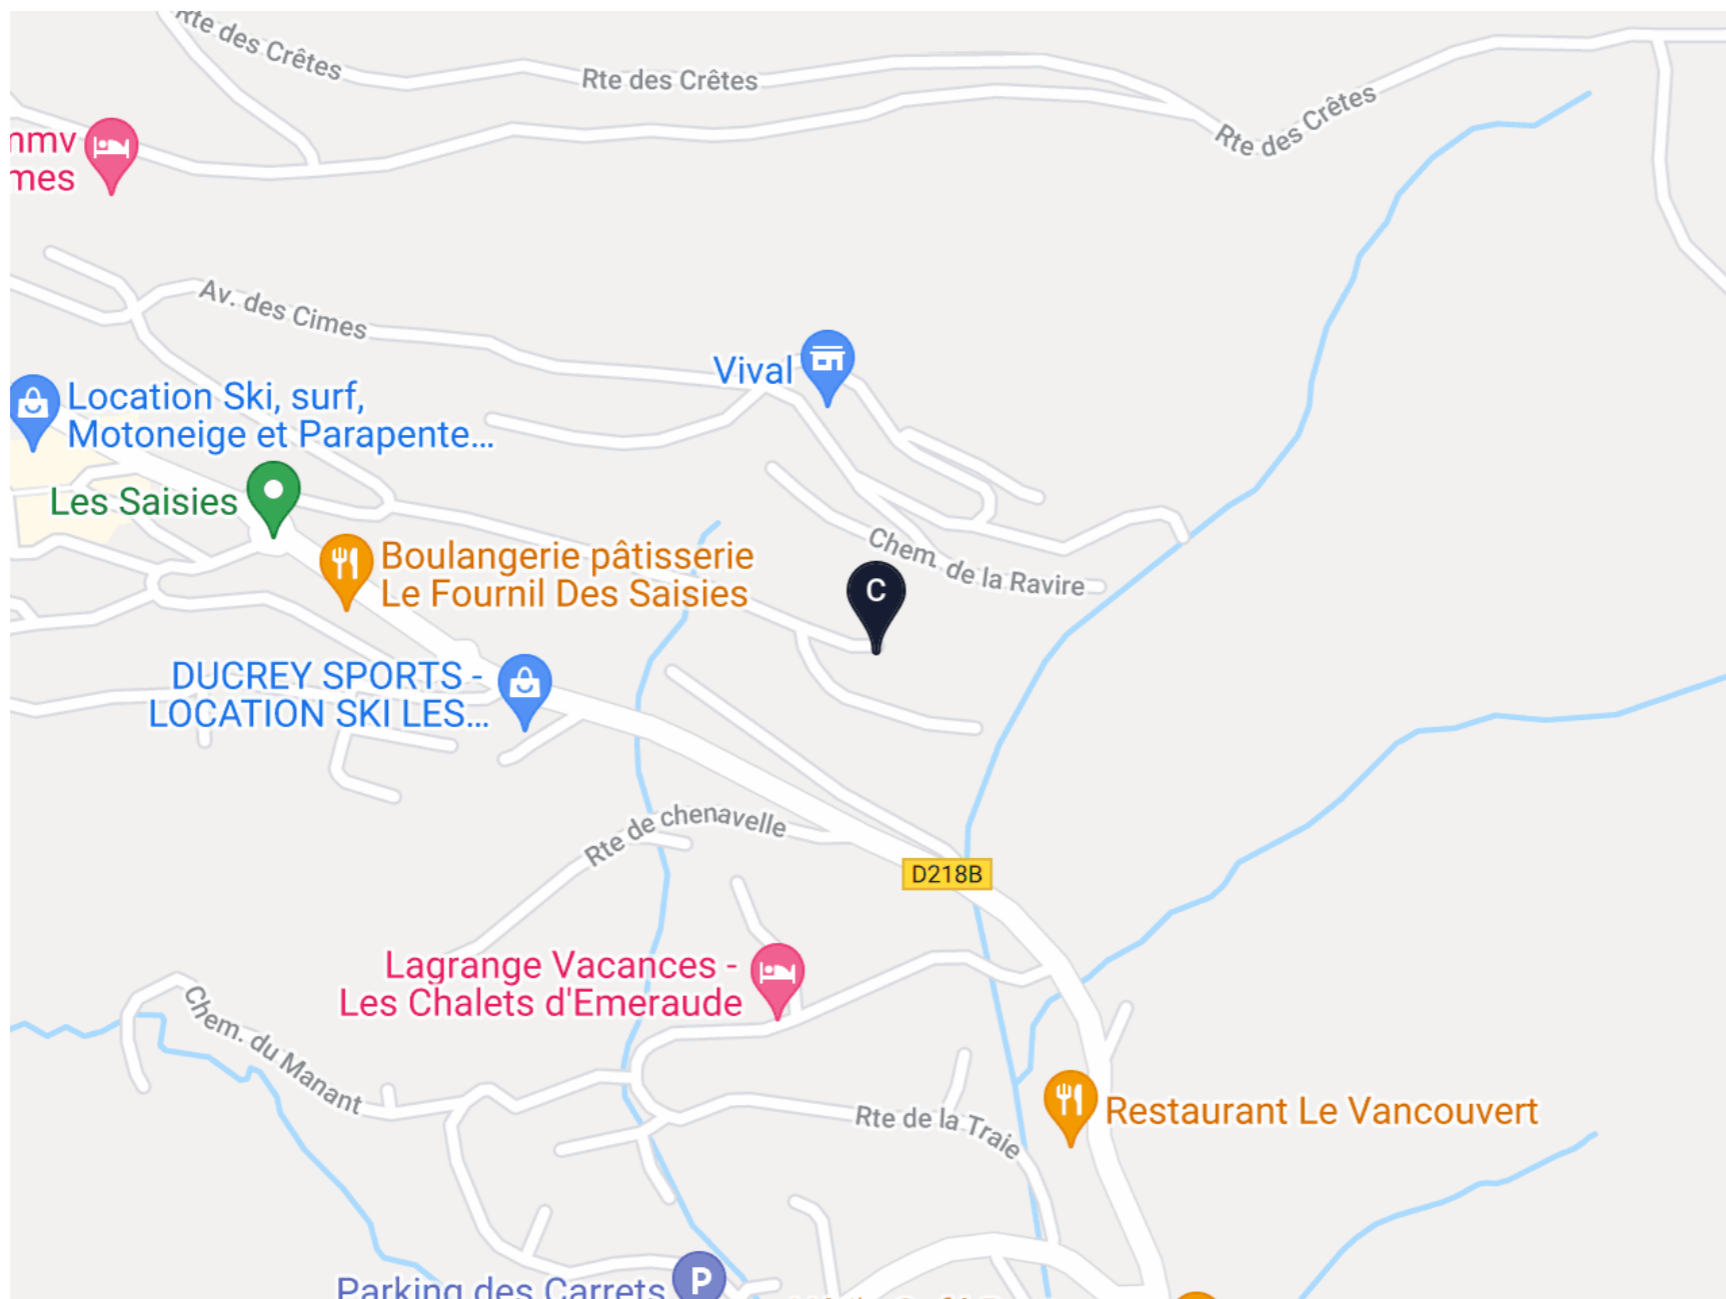 Rte des Crêtes
Rte des Crêtes
Rte des Crêtes
mes
Av. des Cimes
Vival
Location Ski, surf,
Motoneige et Parapente...
Les Saisies
Boulangerie pâtisserie
Le Fournil Des Saisies
Chem. de la Ravire
C
DUCREY SPORTS -
LOCATION SKI LES...
Rte de chenavelle
D218B
Lagrange Vacances -
Les Chalets d'Emeraude
Chem. du Manant
Rte de la Traie
Restaurant Le Vancouvert
Parking des Carrets
P